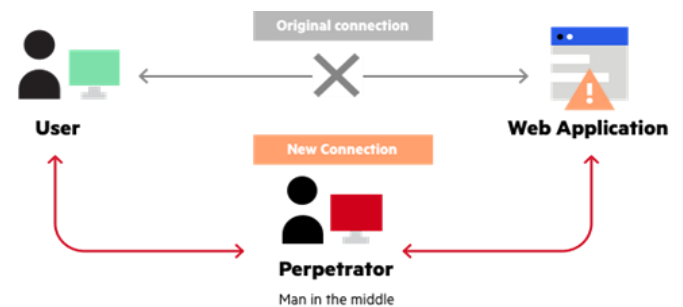 Original connection
User
Web Application
New Connection
Perpetrator
Man in the middle